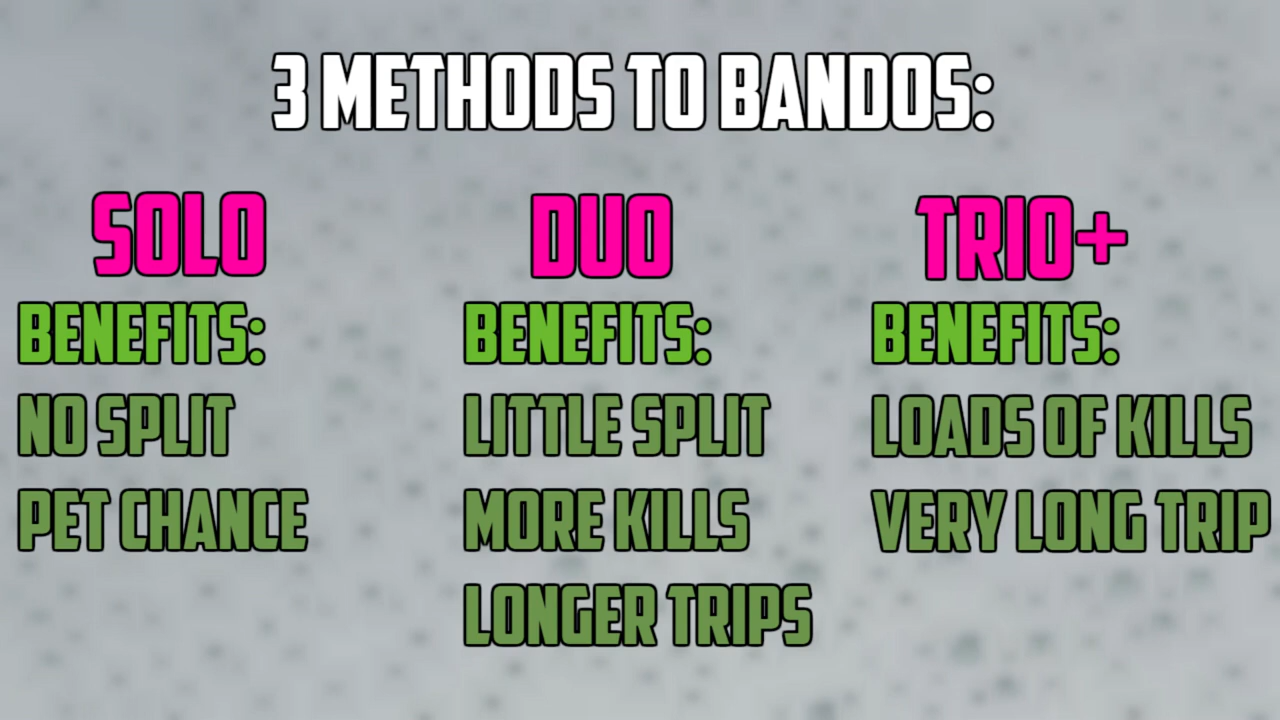 3 METHODS TO BANDOS:
SOLO
BENEFITS:
NO SPLIT
PET CHANCE
DUO
BENEFITS:
LITTLE SPLIT
MORE KILLS
LONGER TRIPS
TRIO+
BENEFITS:
LOADS OF KILLS
VERY LONG TRIP